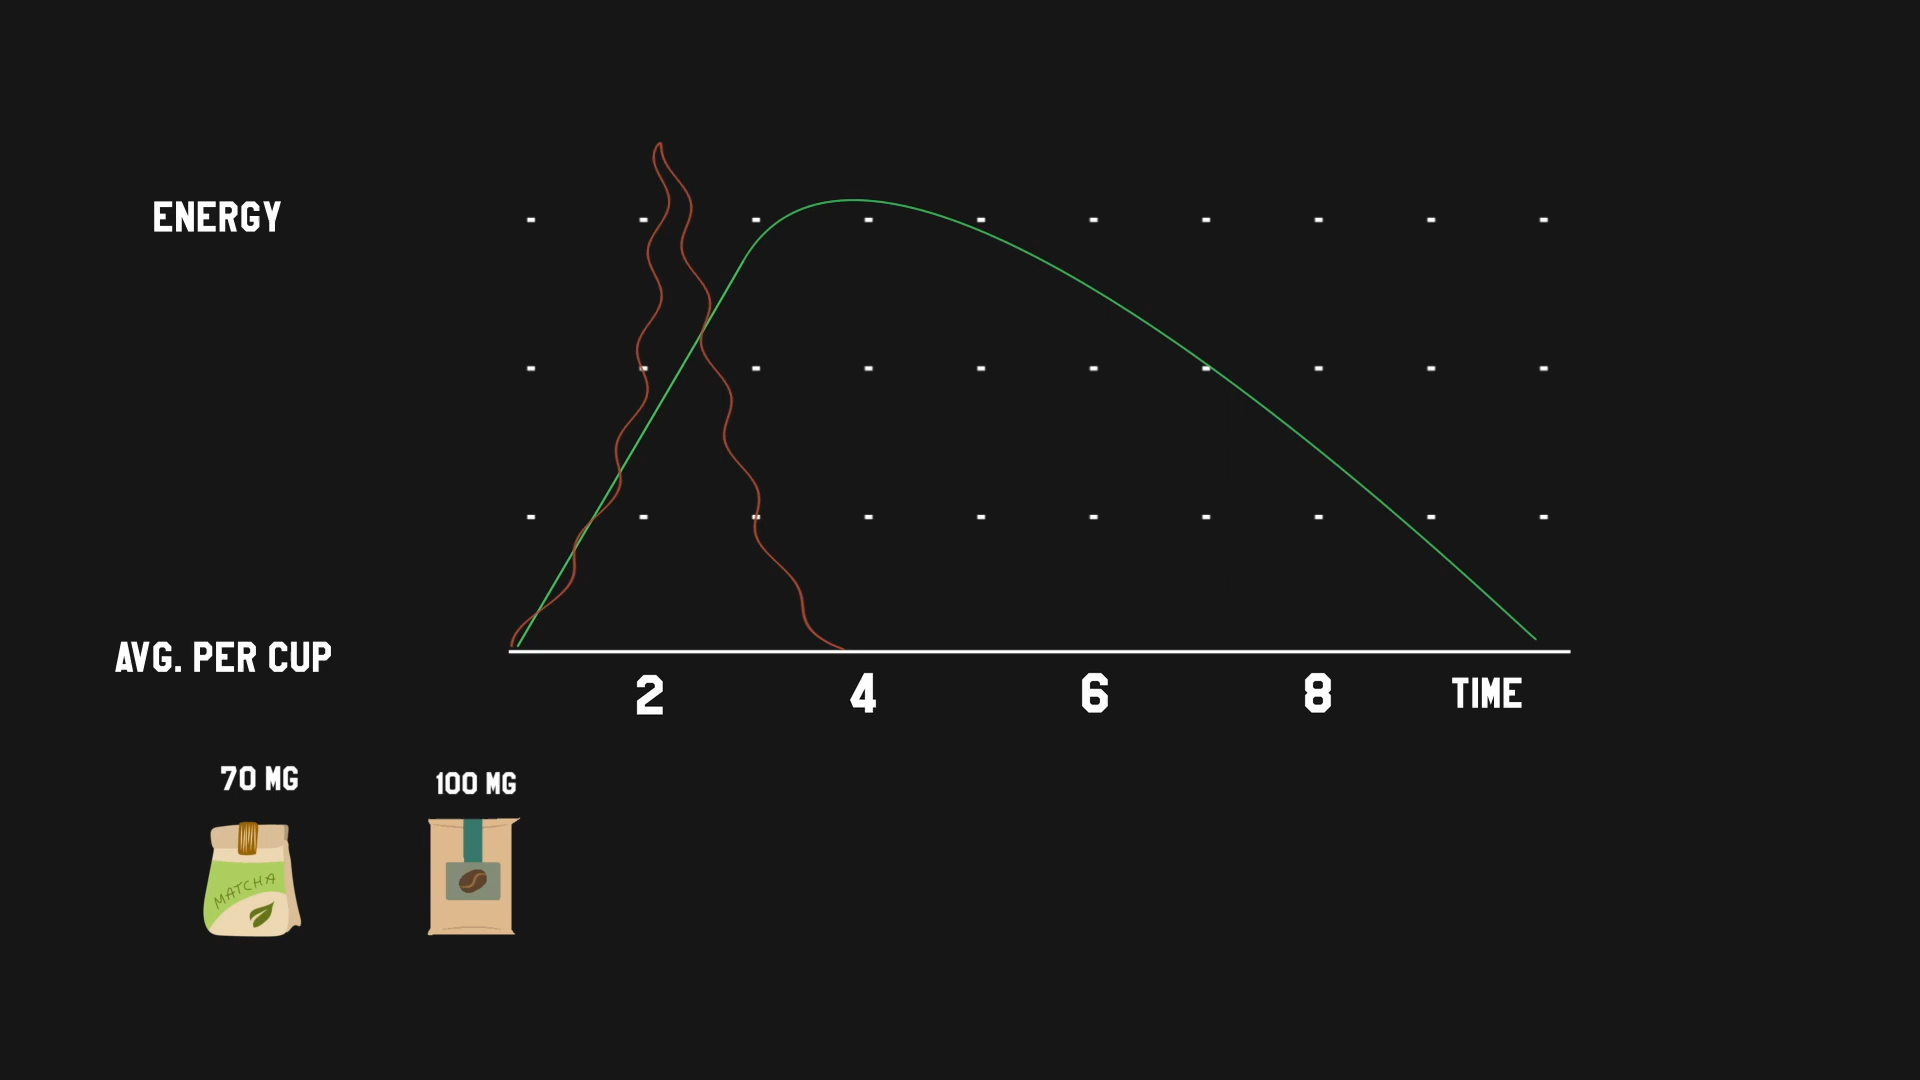 ENERGY
AVG. PER CUP
2 4 6 8 TIME
70 MG
100 MG
MATCHA